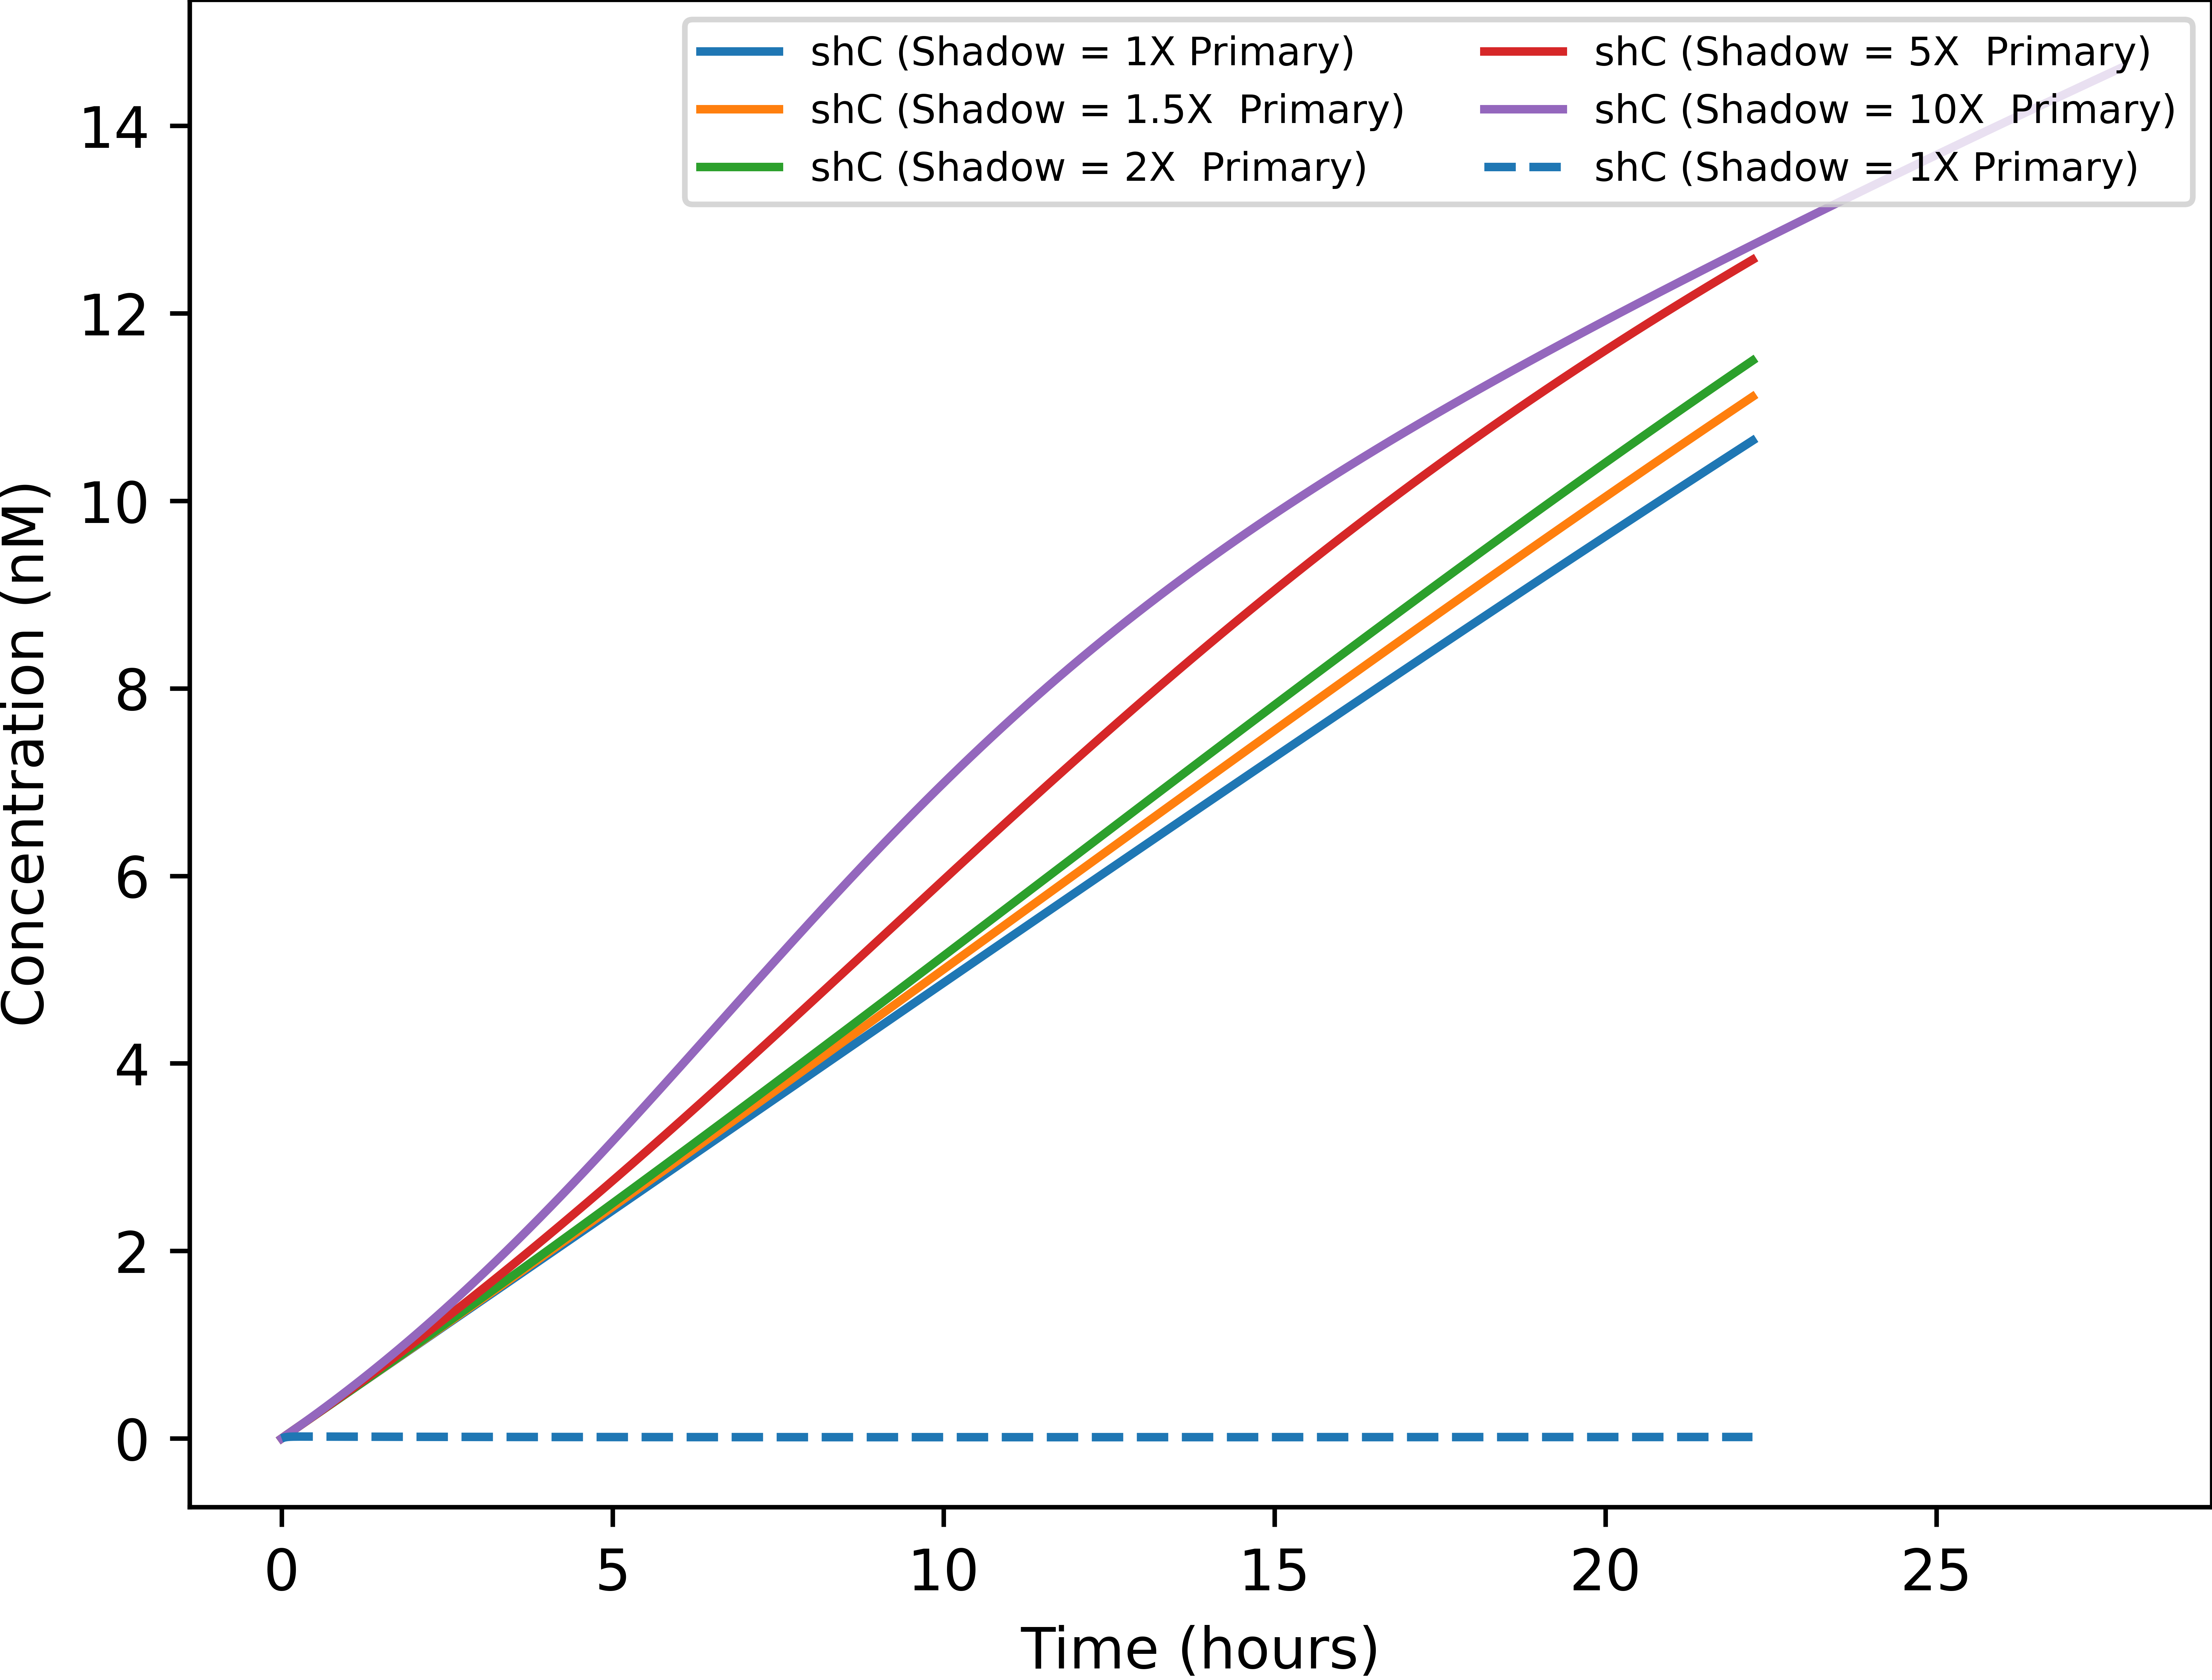 shC (Shadow = 1X Primary)
shC (Shadow = 1.5X  Primary)
shC (Shadow = 2X  Primary)
shC (Shadow = 5X  Primary)
shC (Shadow = 10X  Primary)
shC (Shadow = 1X Primary)
Concentration (nM)
14
12
10
8
6
4
2
0
0 5 10 15 20 25
Time (hours)